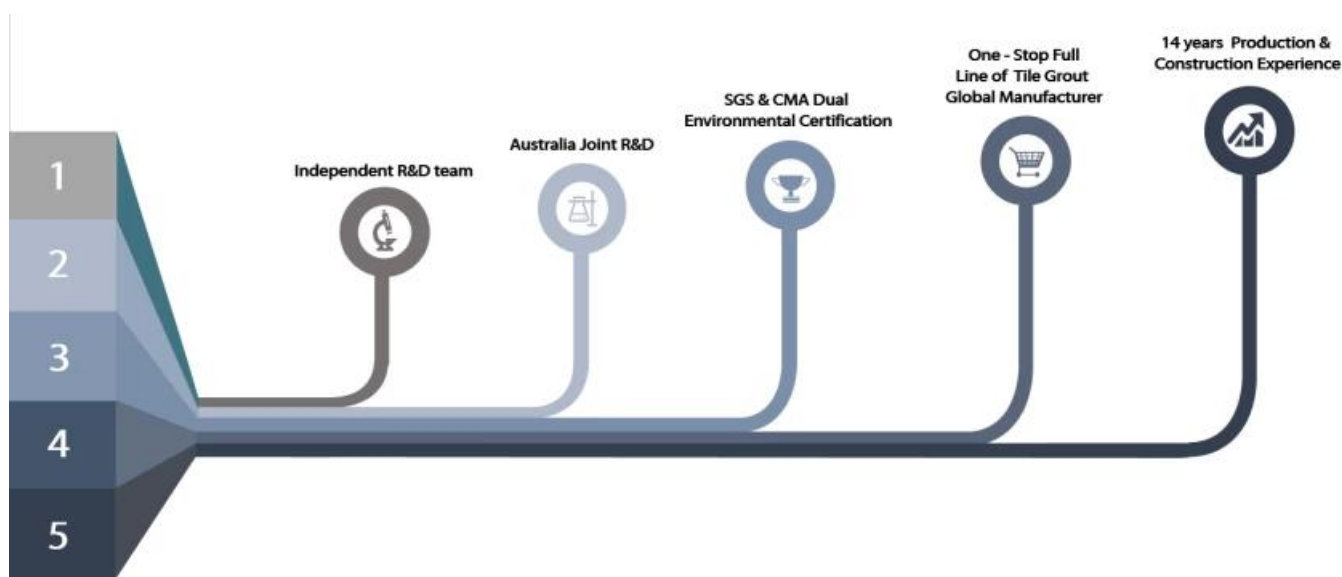 1
2
3
4
5
Independent R&D team
Australia Joint R&D
SGS & CMA Dual
Environmental Certification
One - Stop Full
Line of Tile Grout
Global Manufacturer
14 years Production &
Construction Experience